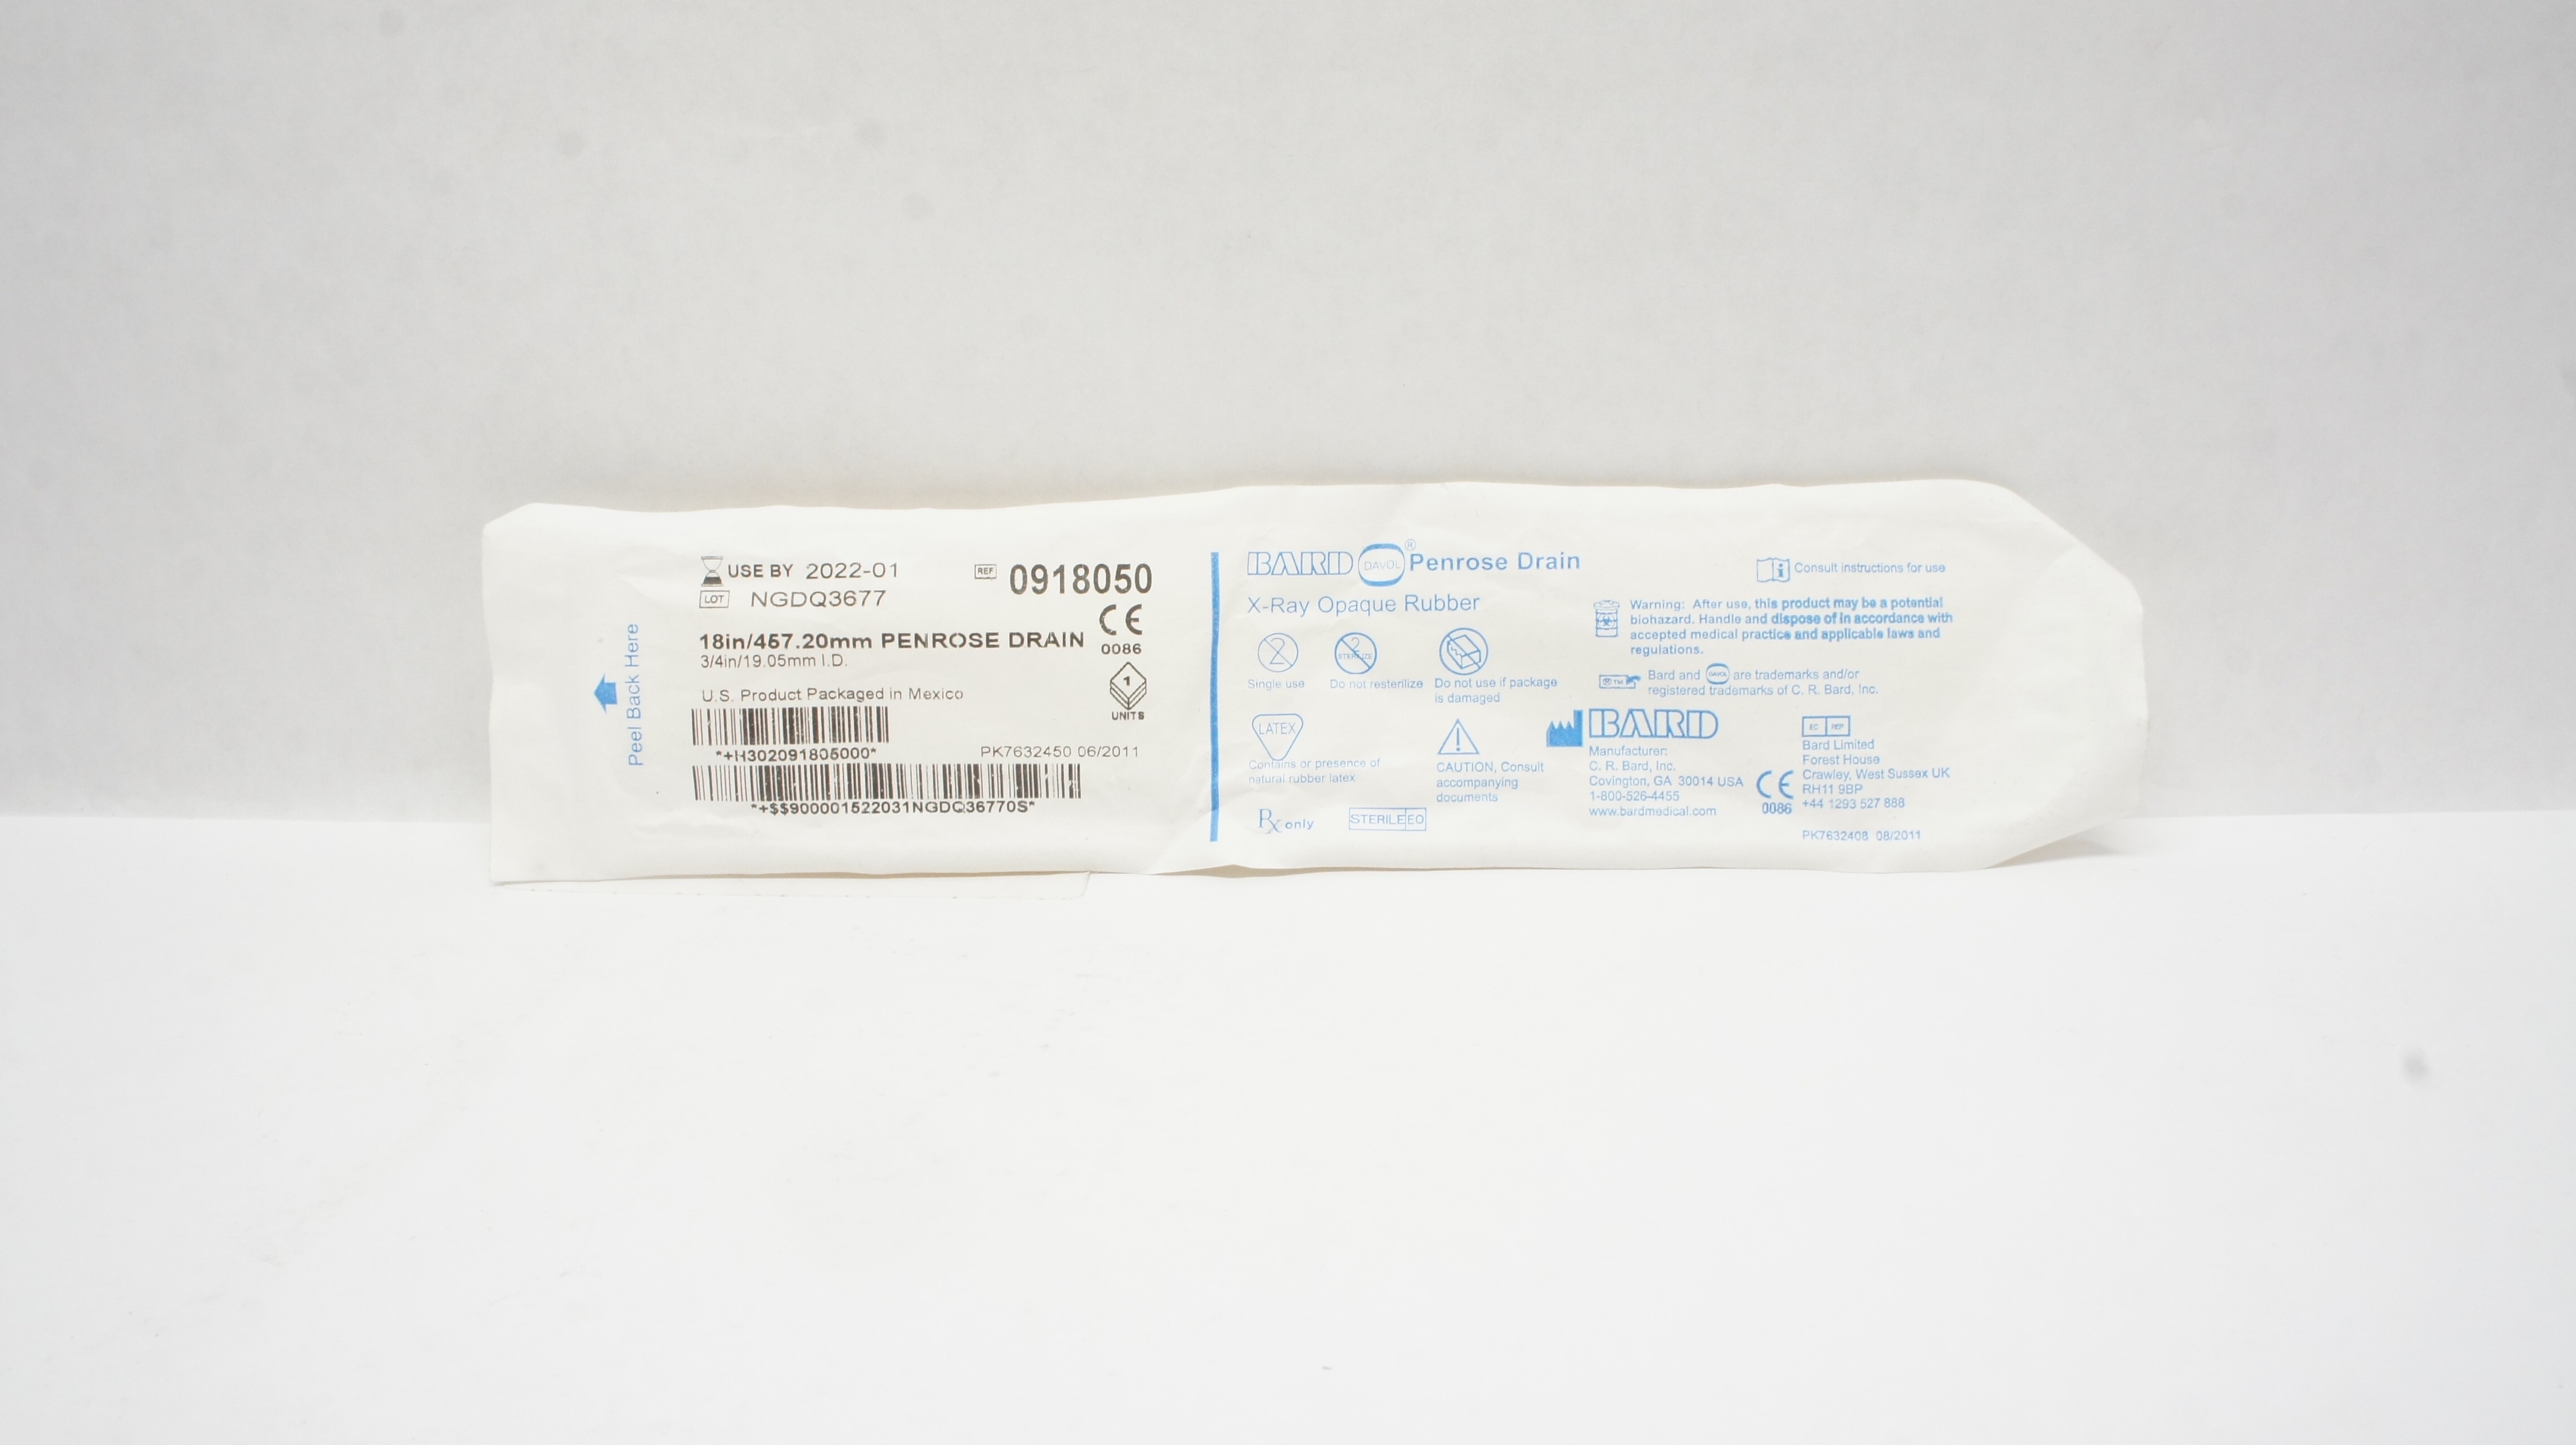 Peel Back Here
USE BY 2022-01
LOT NGDQ3677
REF 0918050
CE
0086
18in/457.20mm PENROSE DRAIN
3/4in/19.05mm I.D.
1
UNITS
U.S. Product Packaged in Mexico
*+H302091805000*
PK7632450 06/2011
*+$$900001522031NGDQ36770S*
BARD DAVOL® Penrose Drain
X-Ray Opaque Rubber
2
Single use
2
STERILIZE
Do not resterilize
Do not use if package
is damaged
LATEX
Contains or presence of
natural rubber latex
CAUTION, Consult
accompanying
documents
Rx only
STERILE EO
Consult instructions for use
Warning: After use, this product may be a potential
biohazard. Handle and dispose of in accordance with
accepted medical practice and applicable laws and
regulations.
Bard and DAVOL are trademarks and/or
registered trademarks of C. R. Bard, Inc.
BARD
Manufacturer:
C. R. Bard, Inc.
Covington, GA 30014 USA
1-800-526-4455
www.bardmedical.com
CE
0086
EC REP
Bard Limited
Forest House
Crawley, West Sussex UK
RH11 9BP
+44 1293 527 888
PK7632408 08/2011